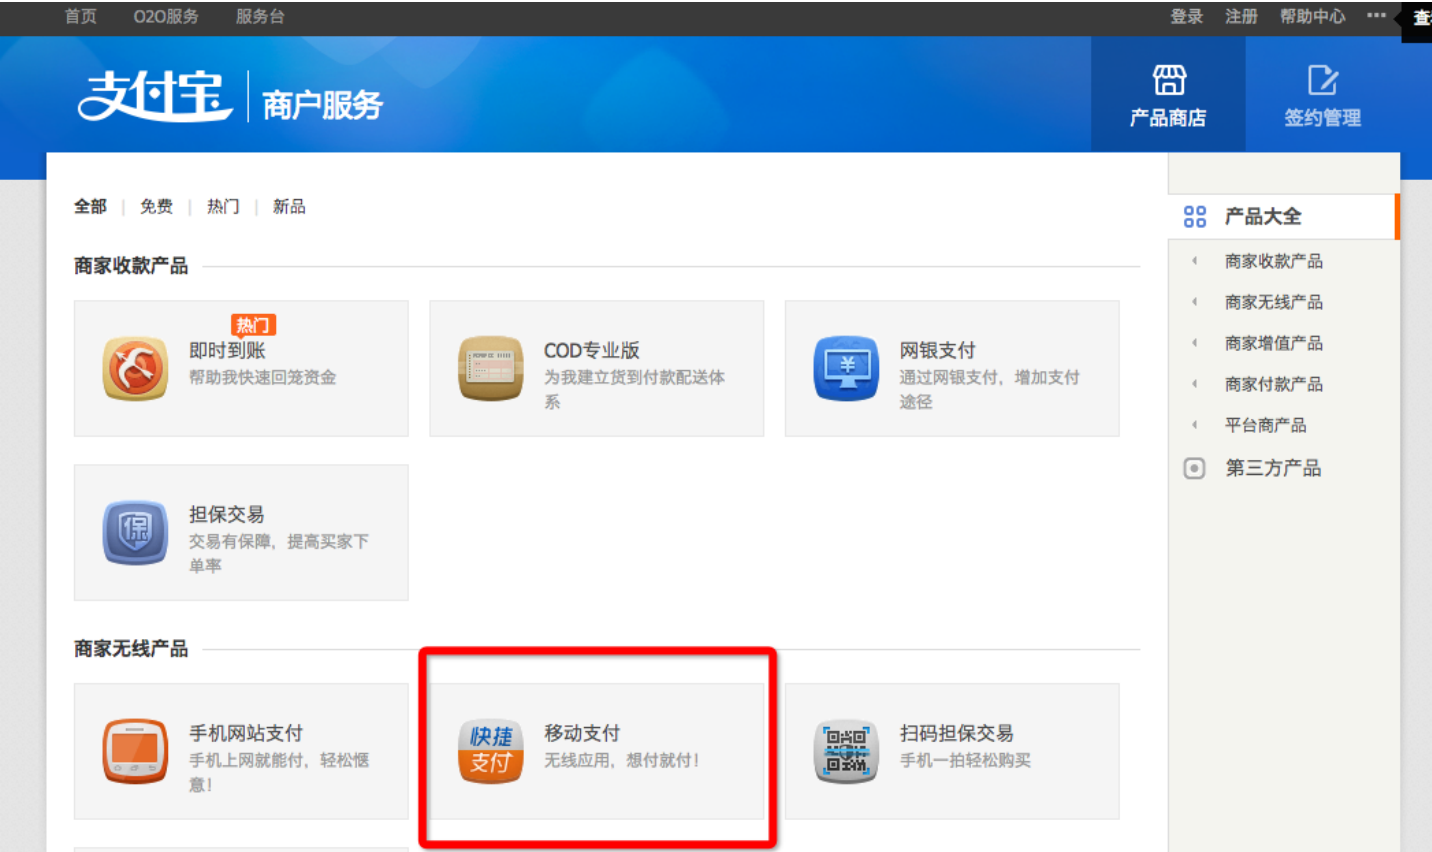 首页 O2O服务 服务台 登录 注册 帮助中心 •••
支付宝 商户服务
产品商店 签约管理
全部 | 免费 | 热门 | 新品
商家收款产品
热门
即时到账
帮助我快速回笼资金
COD专业版
为我建立货到付款配送体
系
网银支付
通过网银支付，增加支付
途径
担保交易
交易有保障，提高买家下
单率
商家无线产品
手机网站支付
手机上网就能付，轻松惬
意！
快捷
支付
移动支付
无线应用，想付就付！
扫码担保交易
手机一拍轻松购买
产品大全
商家收款产品
商家无线产品
商家增值产品
商家付款产品
平台商产品
第三方产品